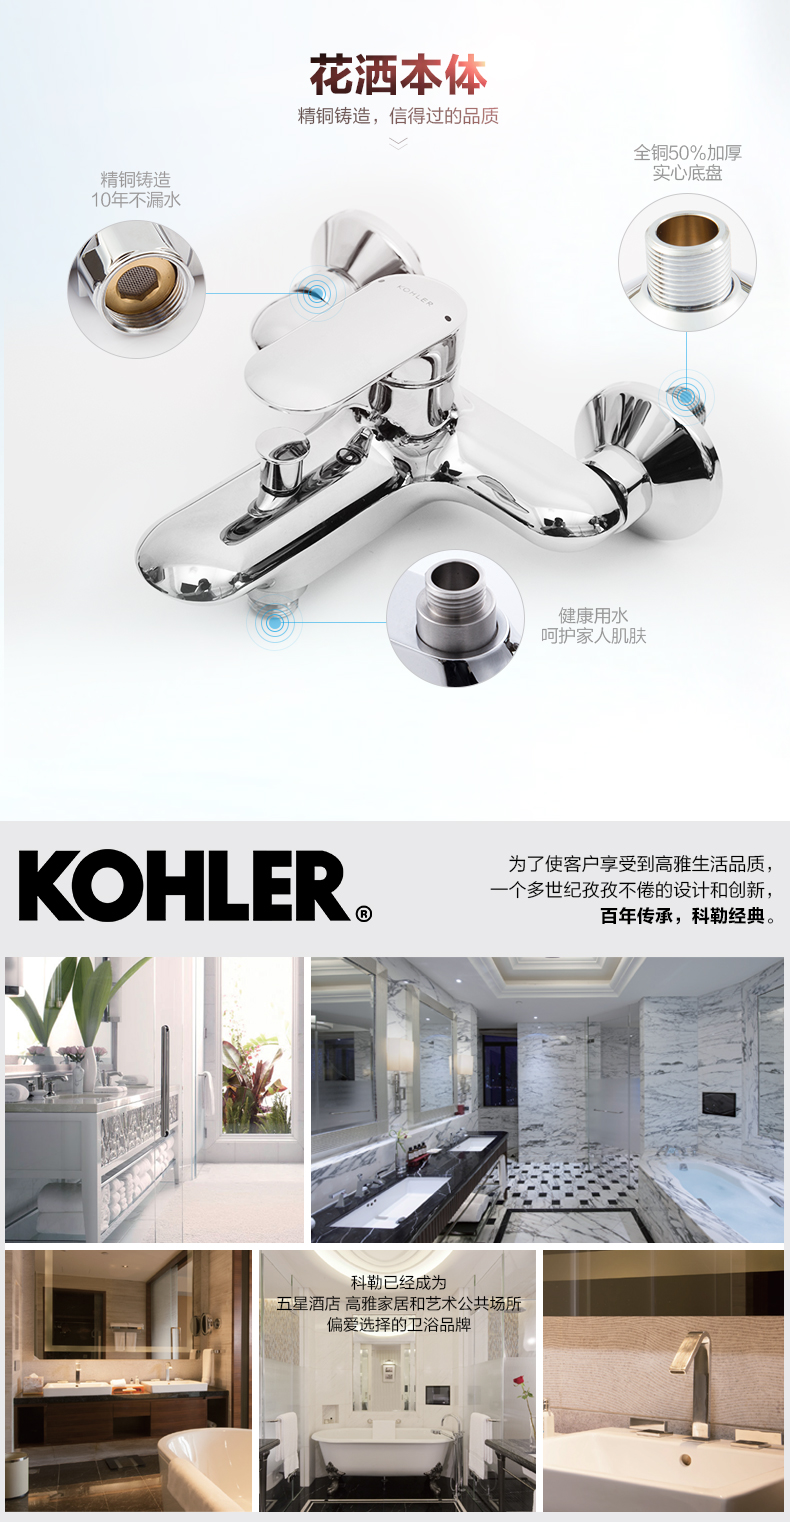 花洒本体
精铜铸造，信得过的品质
全铜50%加厚
实心底盘
精铜铸造
10年不漏水
KOHLER
健康用水
呵护家人肌肤
KOHLER®
为了使客户享受到高雅生活品质，
一个多世纪孜孜不倦的设计和创新，
百年传承，科勒经典。
科勒已经成为
五星酒店 高雅家居和艺术公共场所
偏爱选择的卫浴品牌